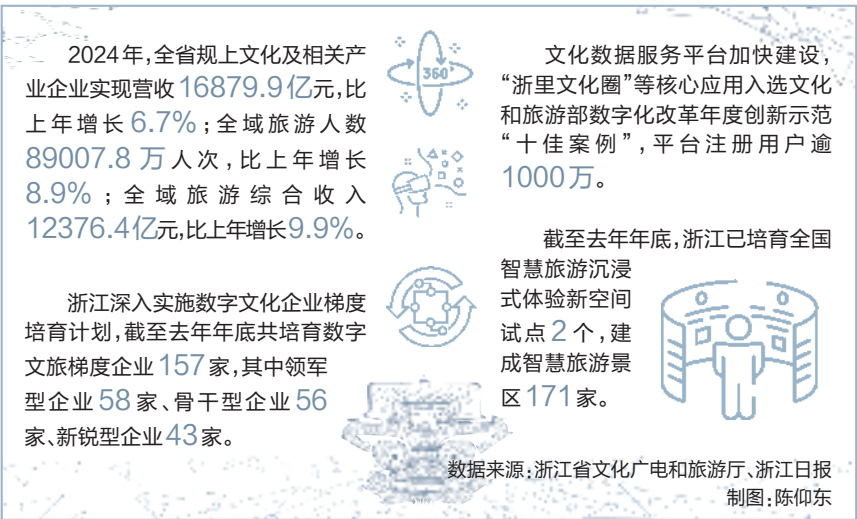 2024年,全省规上文化及相关产
业企业实现营收16879.9亿元,比
上年增长6.7%;全域旅游人数
89007.8万人次,比上年增长
8.9%;全域旅游综合收入
12376.4亿元,比上年增长9.9%。
浙江深入实施数字文化企业梯度
培育计划,截至去年年底共培育数字
文旅梯度企业157家,其中领军
型企业58家、骨干型企业56
家、新锐型企业43家。
360°
文化数据服务平台加快建设,
“浙里文化圈”等核心应用入选文化
和旅游部数字化改革年度创新示范
“十佳案例”,平台注册用户逾
1000万。
截至去年年底,浙江已培育全国
智慧旅游沉浸
式体验新空间
试点2个,建
成智慧旅游景
区171家。
数据来源:浙江省文化广电和旅游厅、浙江日报
制图:陈仰东